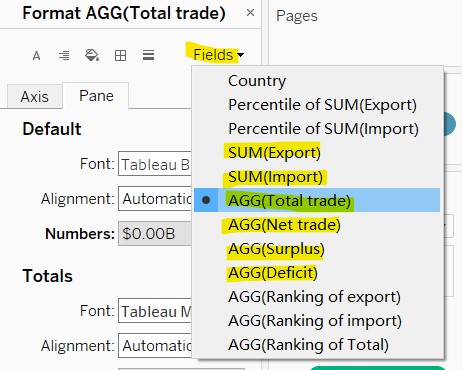 Format AGG(Total trade) ×
Pages
A Fields
Axis Pane
Country
Percentile of SUM(Export)
Percentile of SUM(Import)
SUM(Export)
SUM(Import)
AGG(Total trade)
AGG(Net trade)
AGG(Surplus)
AGG(Deficit)
AGG(Ranking of export)
AGG(Ranking of import)
AGG(Ranking of Total)
Default
Font: Tableau B
Alignment: Automatic
Numbers: $0.00B
Totals
Font: Tableau M
Alignment: Automatic